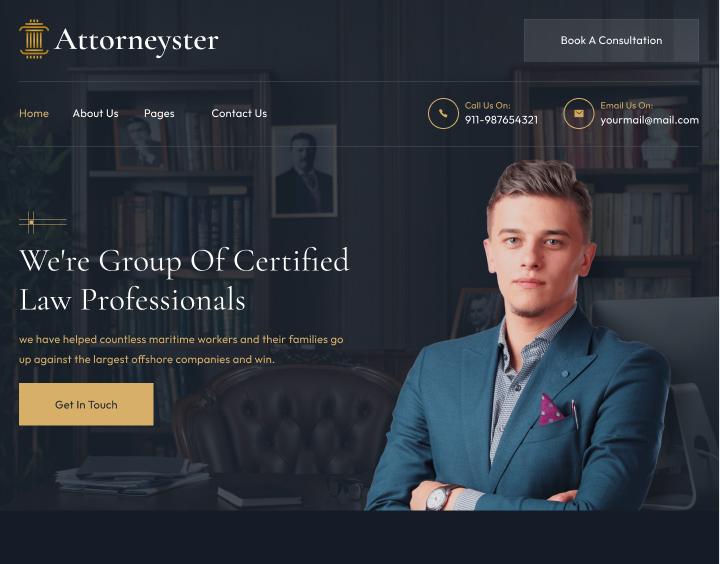 Attorneyster
Book A Consultation
Home About Us Pages Contact Us
Call Us On:
911-987654321
Email Us On:
yourmail@mail.com
We're Group Of Certified
Law Professionals
we have helped countless maritime workers and their families go
up against the largest offshore companies and win.
Get In Touch